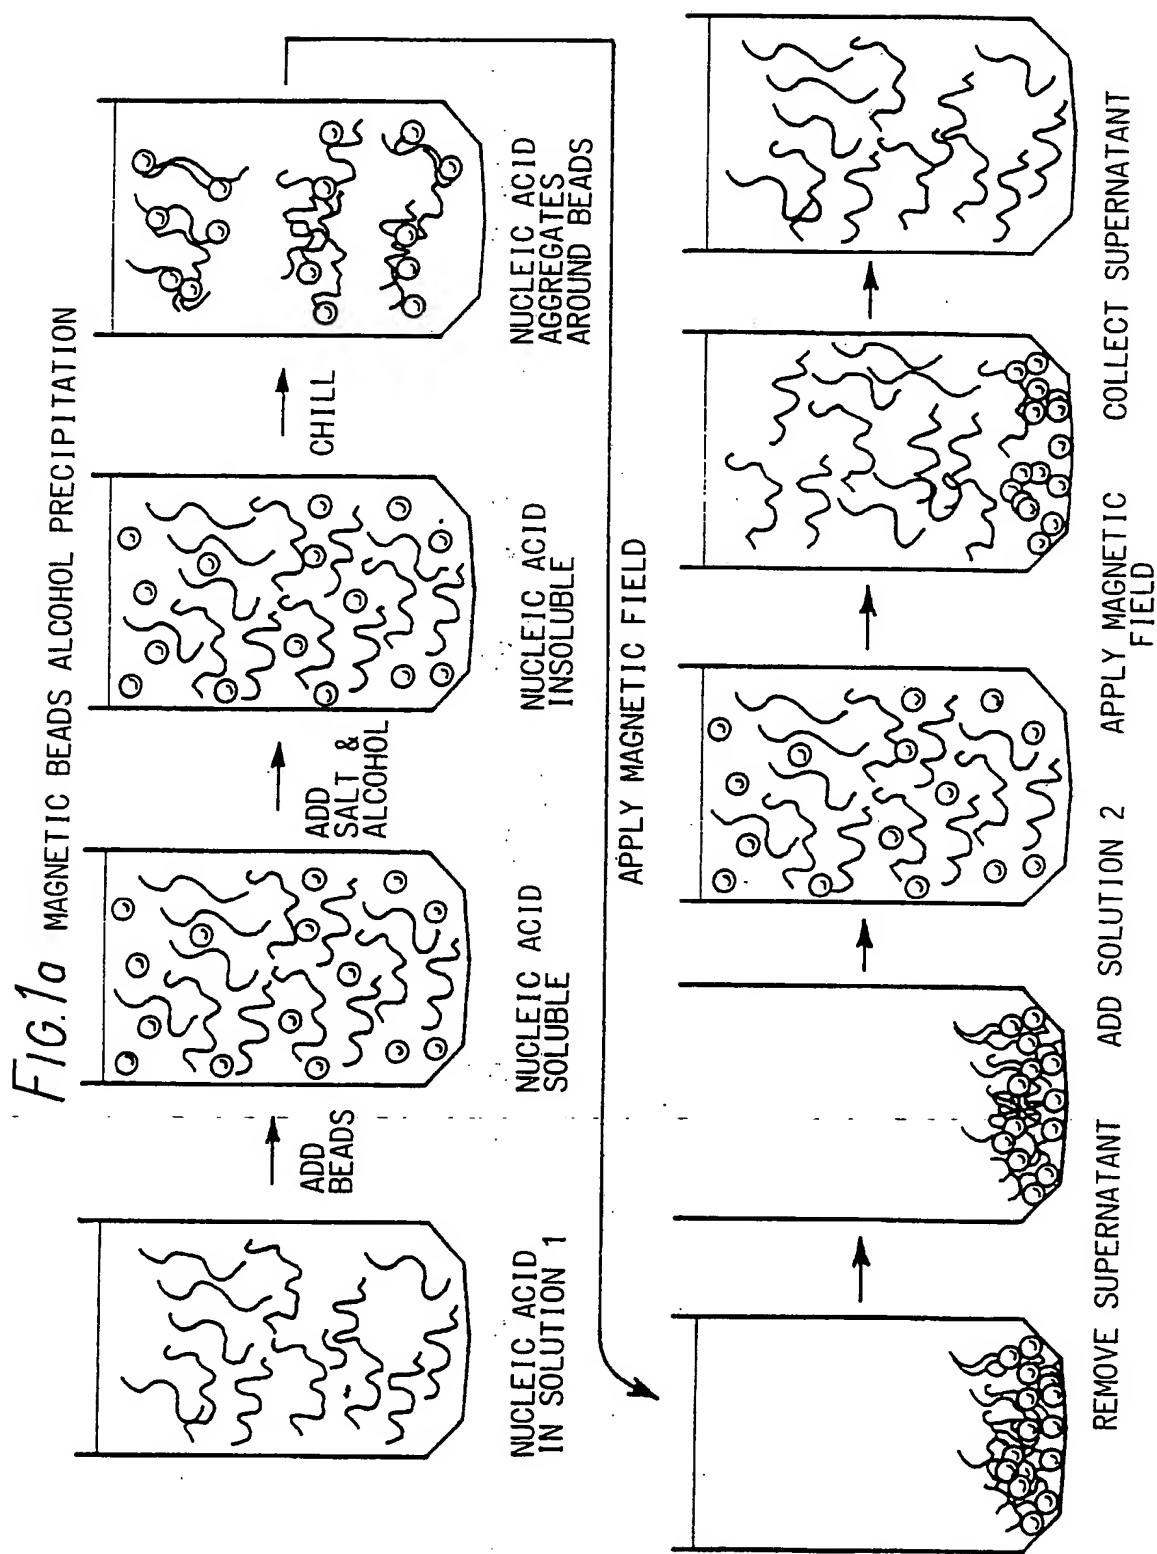 FIG.1a MAGNETIC BEADS ALCOHOL PRECIPITATION
ADD
BEADS
ADD
SALT &
ALCOHOL
CHILL
NUCLEIC ACID
IN SOLUTION 1
NUCLEIC ACID
SOLUBLE
NUCLEIC ACID
INSOLUBLE
NUCLEIC ACID
AGGREGATES
AROUND BEADS
APPLY MAGNETIC FIELD
REMOVE SUPERNATANT
ADD SOLUTION 2
APPLY MAGNETIC
FIELD
COLLECT SUPERNATANT